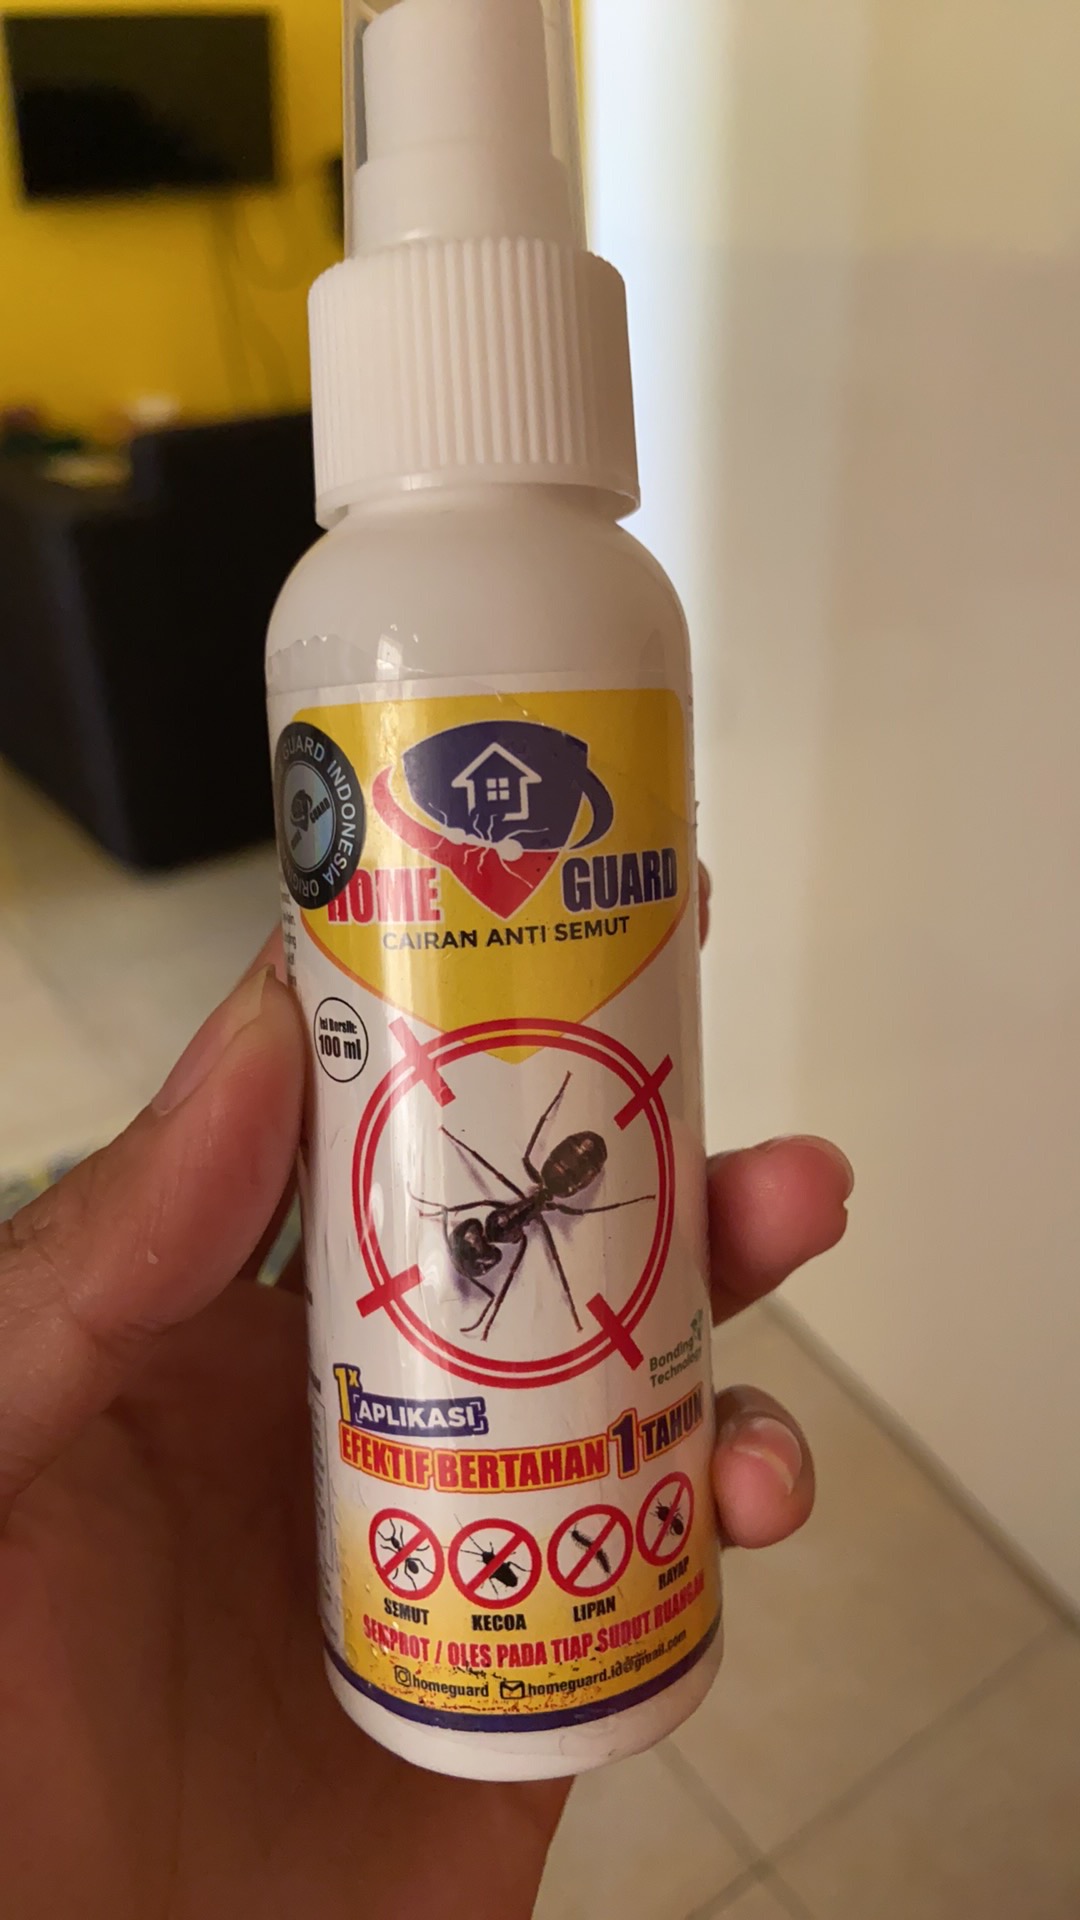 GUARD INDONESIA ORIGI
HOME GUARD
CAIRAN ANTI SEMUT
Isi Bersih:
100 ml
Bonding
Technology
1x
APLIKASI
EFEKTIF BERTAHAN 1 TAHUN
SEMUT
KECOA
LIPAN
RAYAP
SEMPROT / OLES PADA TIAP SUDUT RUANGAN
homeguard
homeguard.id@gmail.com